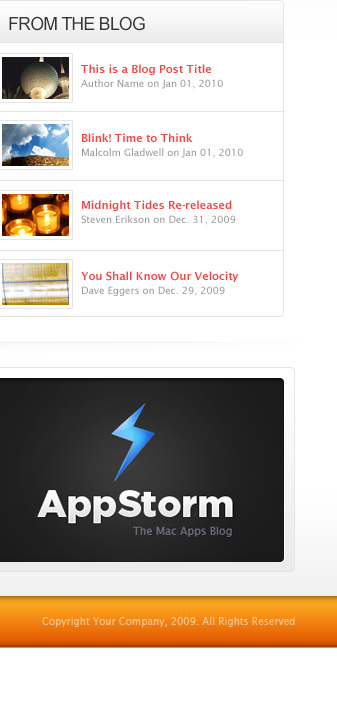 FROM THE BLOG
This is a Blog Post Title
Author Name on Jan 01, 2010
Blink! Time to Think
Malcolm Gladwell on Jan 01, 2010
Midnight Tides Re-released
Steven Erikson on Dec. 31, 2009
You Shall Know Our Velocity
Dave Eggers on Dec. 29, 2009
AppStorm
The Mac Apps Blog
Copyright Your Company, 2009. All Rights Reserved